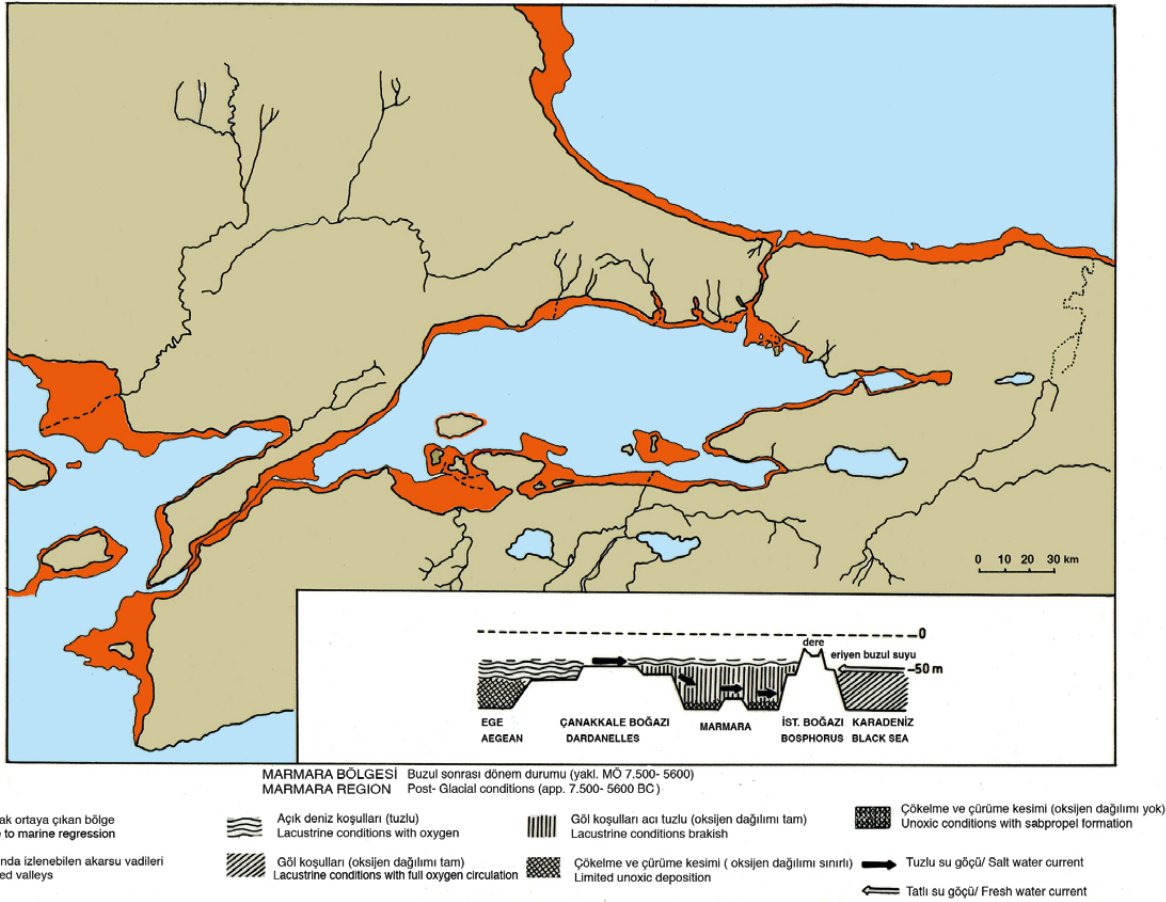 0 10 20 30 km
0
dere
eriyen buzul suyu
50 m
EGE
AEGEAN
ÇANAKKALE BOĞAZI
DARDANELLES
MARMARA
İST. BOĞAZI
BOSPHORUS
KARADENİZ
BLACK SEA
MARMARA BÖLGESİ Buzul sonrası dönem durumu (yakl. MÖ 7.500- 5600)
MARMARA REGION Post- Glacial conditions (app. 7.500- 5600 BC )
ak ortaya çıkan bölge
e to marine regression
nda izlenebilen akarsu vadileri
ed valleys
Açık deniz koşulları (tuzlu)
Lacustrine conditions with oxygen
Göl koşulları (oksijen dağılımı tam)
Lacustrine conditions with full oxygen circulation
Göl koşulları acı tuzlu (oksijen dağılımı tam)
Lacustrine conditions brakish
Çökelme ve çürüme kesimi ( oksijen dağılımı sınırlı)
Limited unoxic deposition
Çökelme ve çürüme kesimi (oksijen dağılımı yok)
Unoxic conditions with sabpropel formation
Tuzlu su göçü/ Salt water current
Tatlı su göçü/ Fresh water current